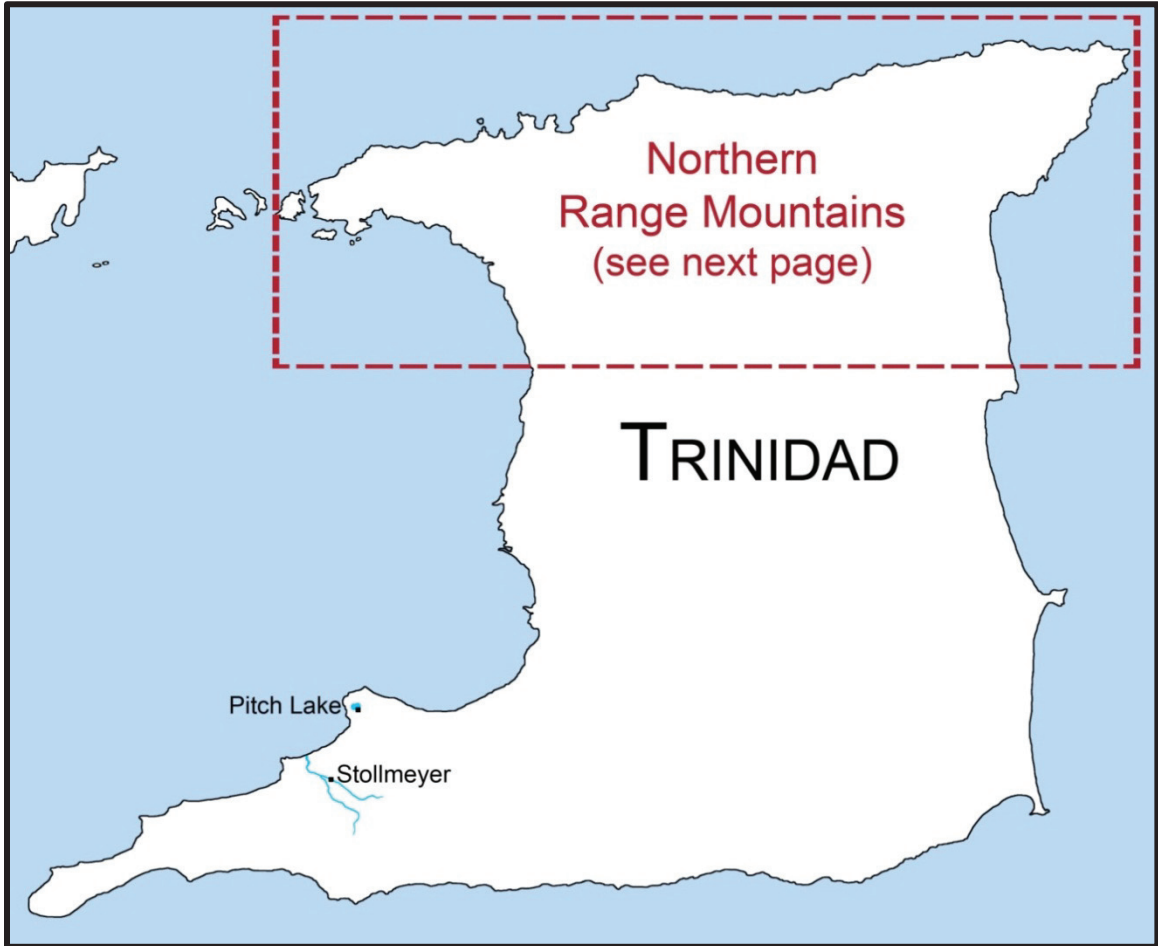 Northern
Range Mountains
(see next page)
TRINIDAD
Pitch Lake
Stollmeyer